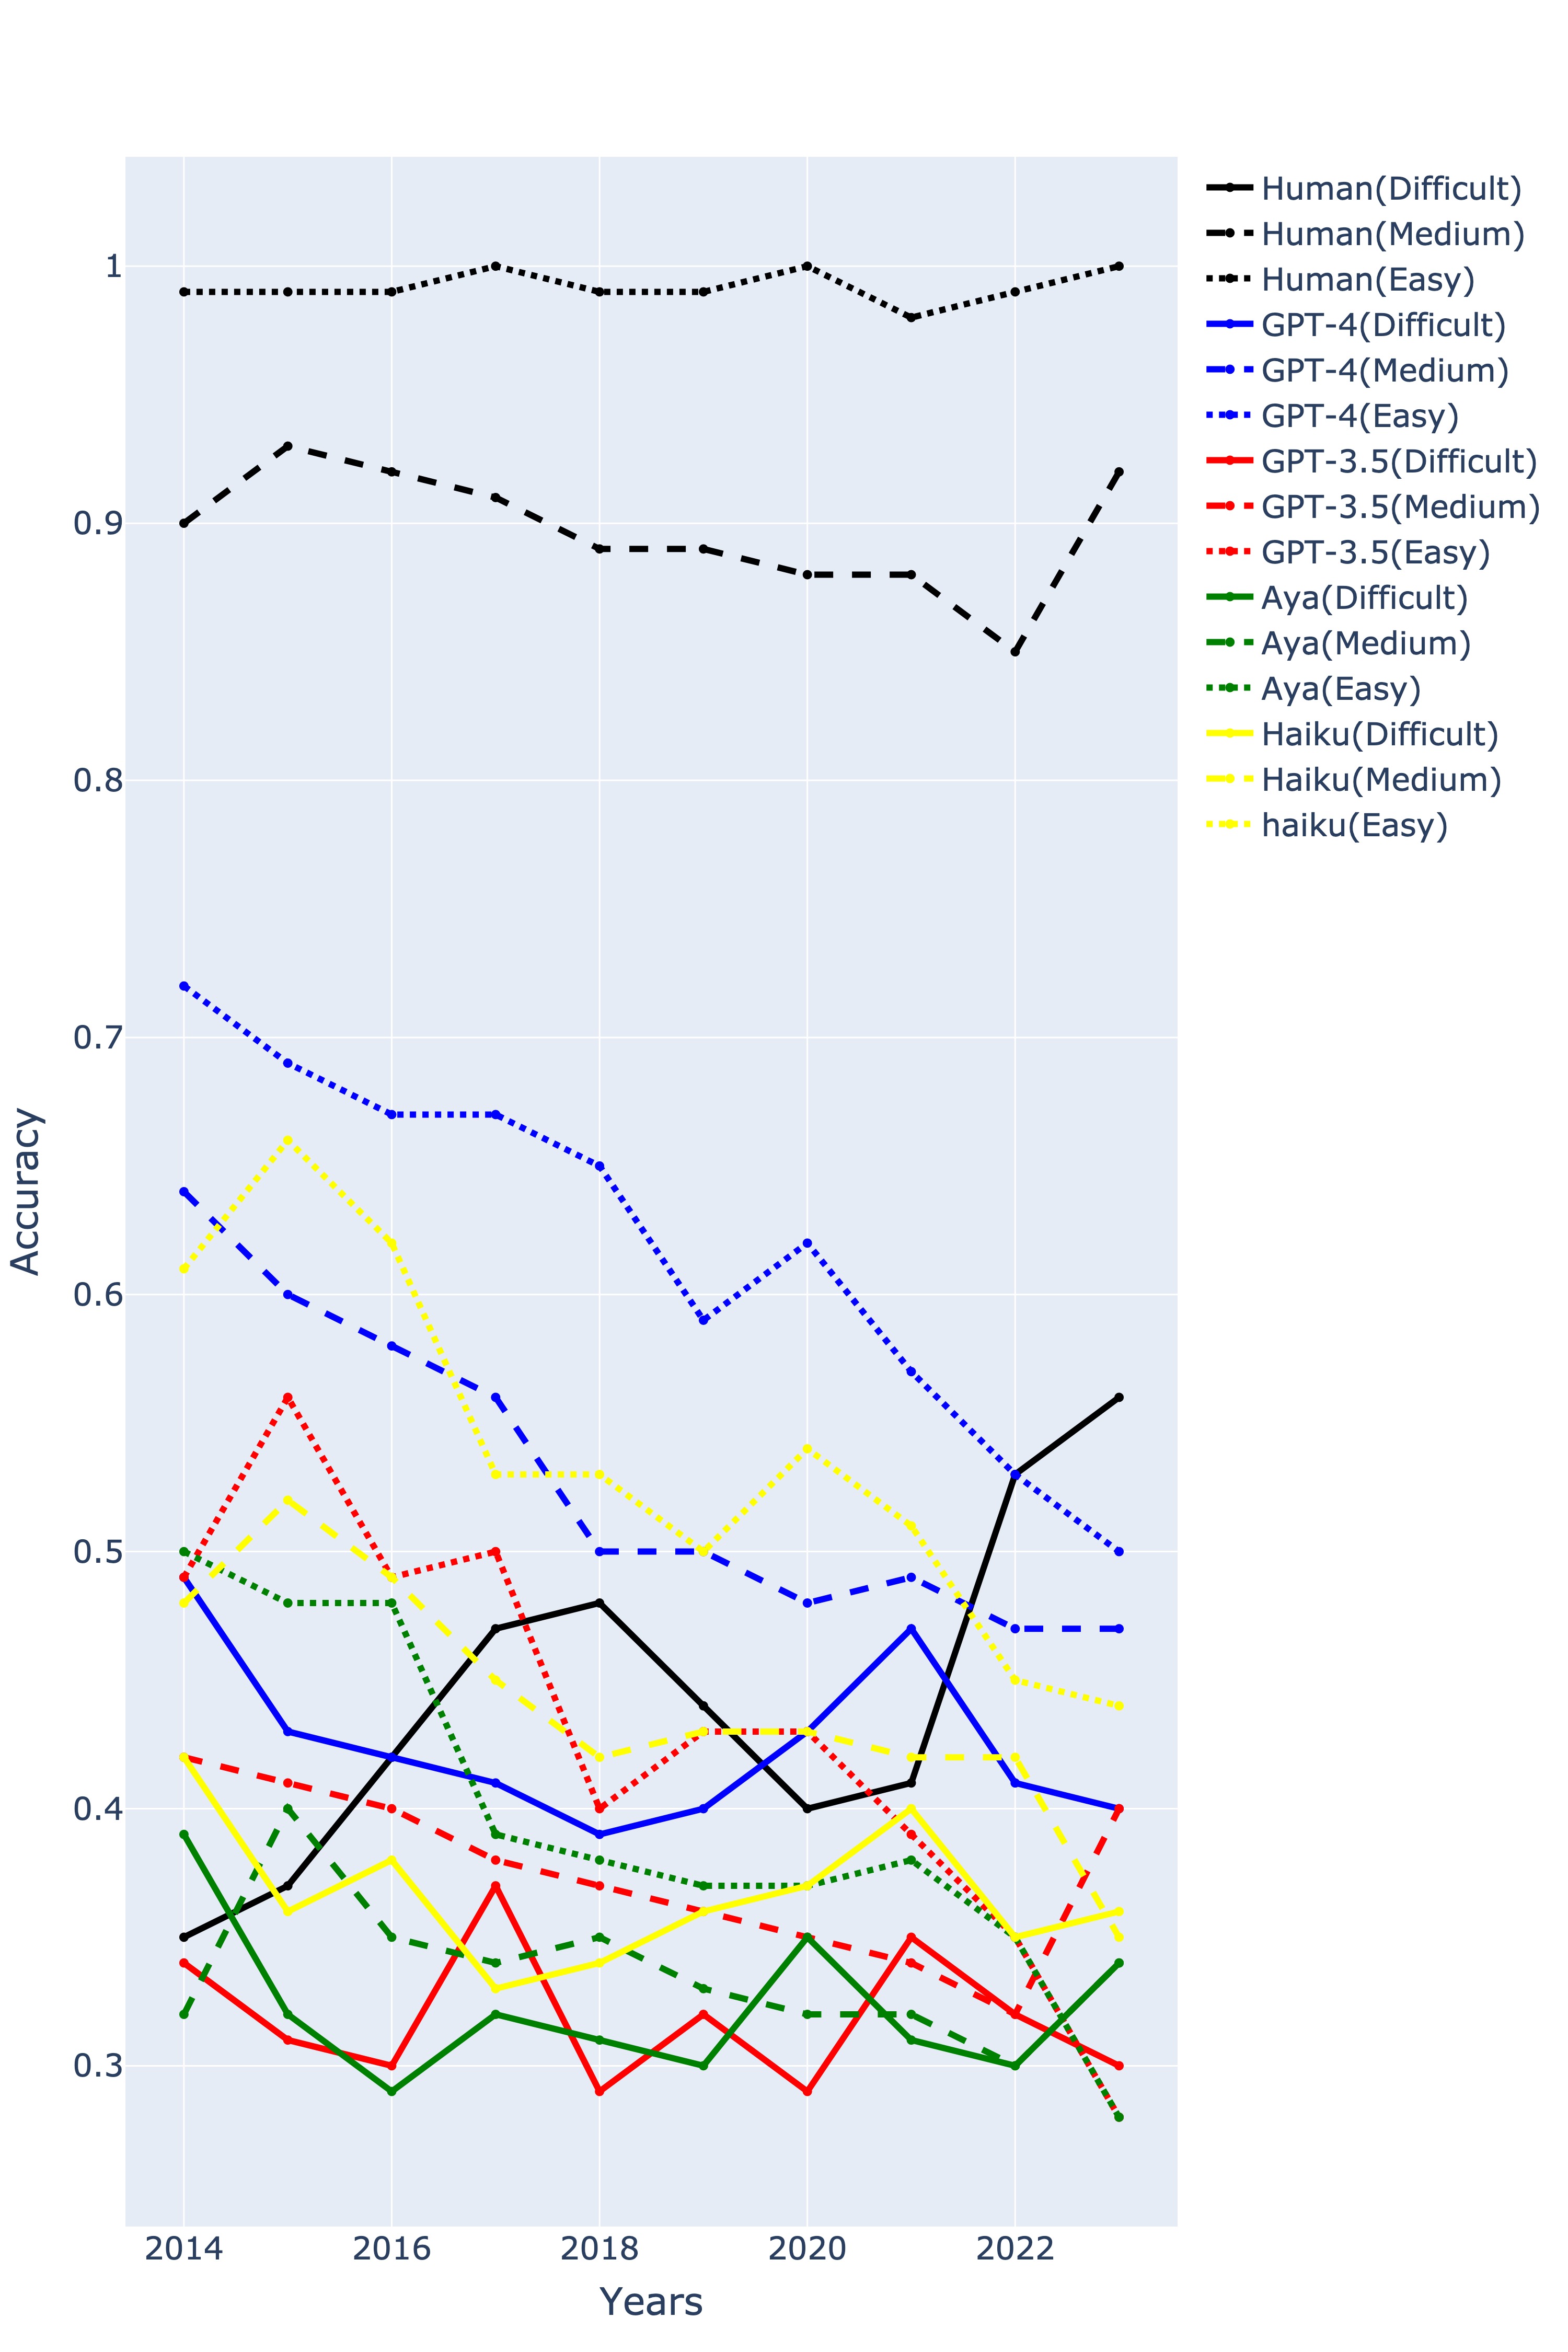 Human(Difficult)
Human(Medium)
Human(Easy)
GPT-4(Difficult)
GPT-4(Medium)
GPT-4(Easy)
GPT-3.5(Difficult)
GPT-3.5(Medium)
GPT-3.5(Easy)
Aya(Difficult)
Aya(Medium)
Aya(Easy)
Haiku(Difficult)
Haiku(Medium)
haiku(Easy)
1
0.9
0.8
0.7
0.6
0.5
0.4
0.3
Accuracy
2014 2016 2018 2020 2022
Years